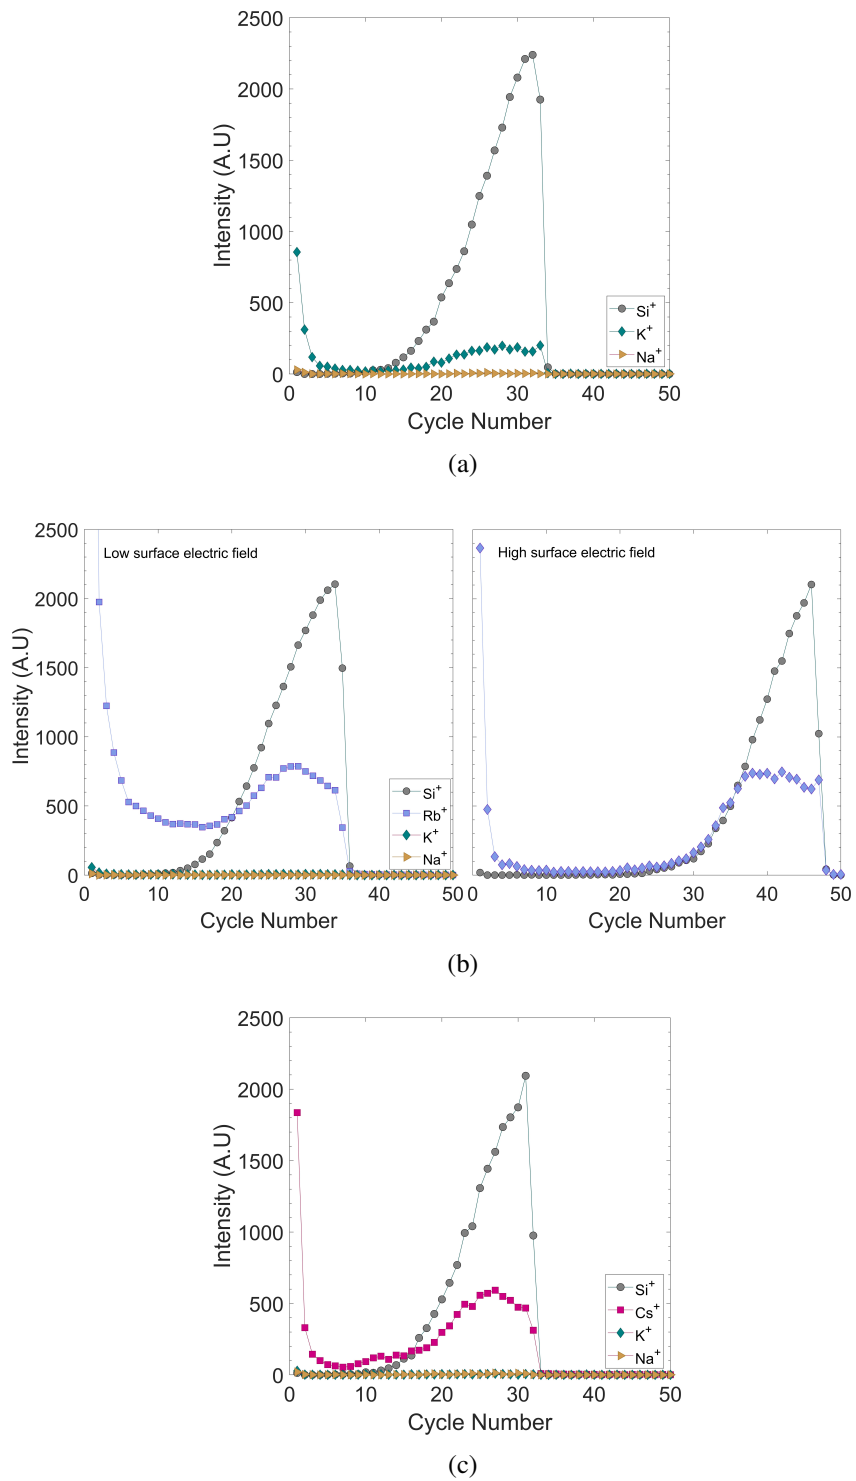 2500
2000
1500
1000
500
0
Intensity (A.U)
Si+
K+
Na+
0 10 20 30 40 50
Cycle Number
(a)
2500
2000
1500
1000
500
0
Intensity (A.U)
Low surface electric field
Si+
Rb+
K+
Na+
0 10 20 30 40 50
Cycle Number
High surface electric field
10 20 30 40 50
Cycle Number
(b)
2500
2000
1500
1000
500
0
Intensity (A.U)
Si+
Cs+
K+
Na+
0 10 20 30 40 50
Cycle Number
(c)